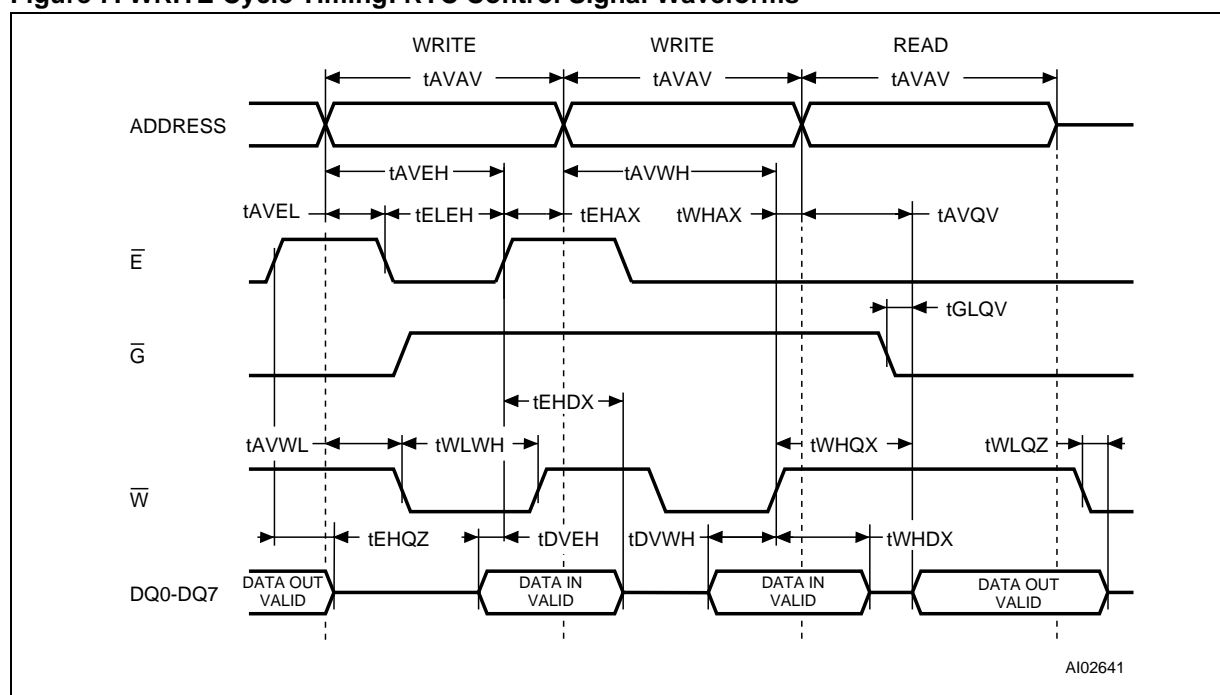 Figure 7. WRITE Cycle Timing: RTC Control Signal Waveforms
WRITE WRITE READ
tAVAV tAVAV tAVAV
ADDRESS
tAVEH tAVWH
tAVEL tELEH tEHAX tWHAX tAVQV
E
tGLQV
G
tEHDX
tAVWL tWLWH tWHQX tWLQZ
W
tEHQZ tDVEH tDVWH tWHDX
DQ0-DQ7
DATA OUT
VALID
DATA IN
VALID
DATA IN
VALID
DATA OUT
VALID
AI02641